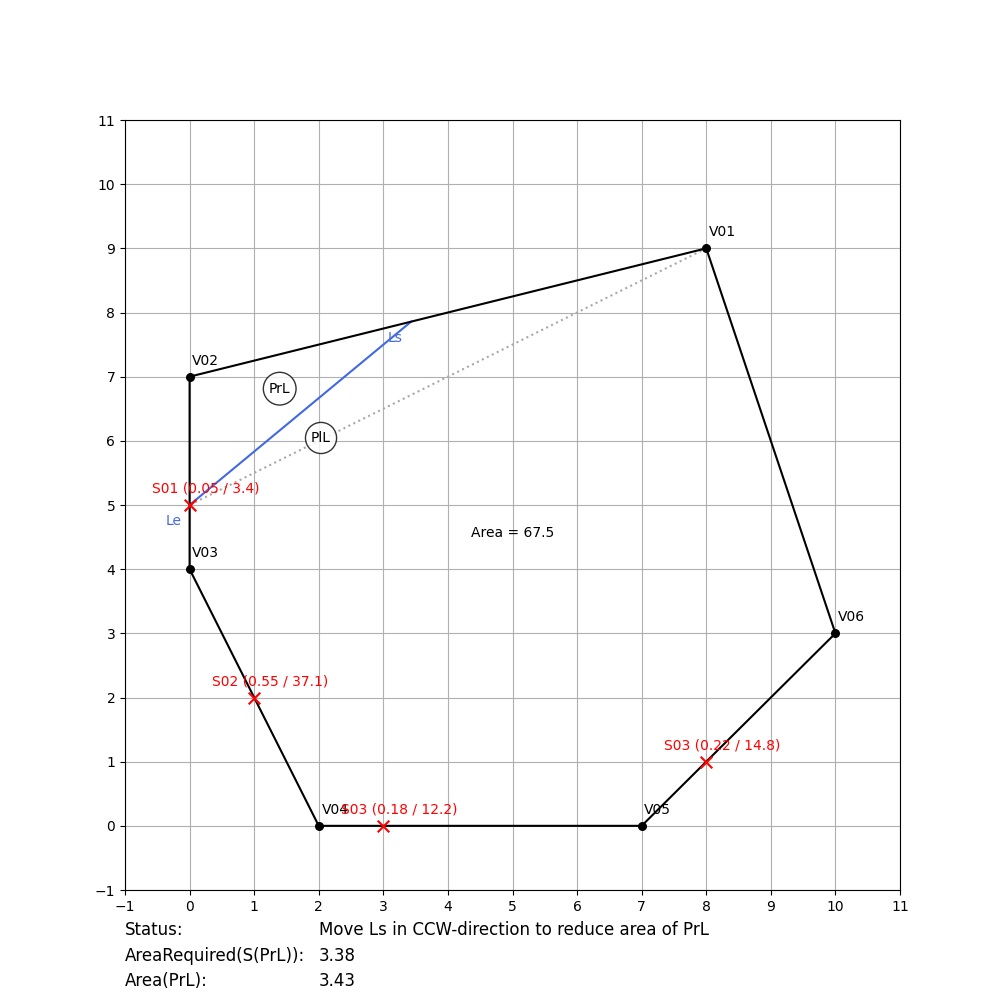 11
10
9
8
7
6
5
4
3
2
1
0
−1
V01
Ls
V02
PrL
PlL
S01 (0.05 / 3.4)
Le
Area = 67.5
V03
V06
S02 (0.55 / 37.1)
S03 (0.22 / 14.8)
V04
S03 (0.18 / 12.2)
V05
−1 0 1 2 3 4 5 6 7 8 9 10 11
Status: Move Ls in CCW-direction to reduce area of PrL
AreaRequired(S(PrL)): 3.38
Area(PrL): 3.43